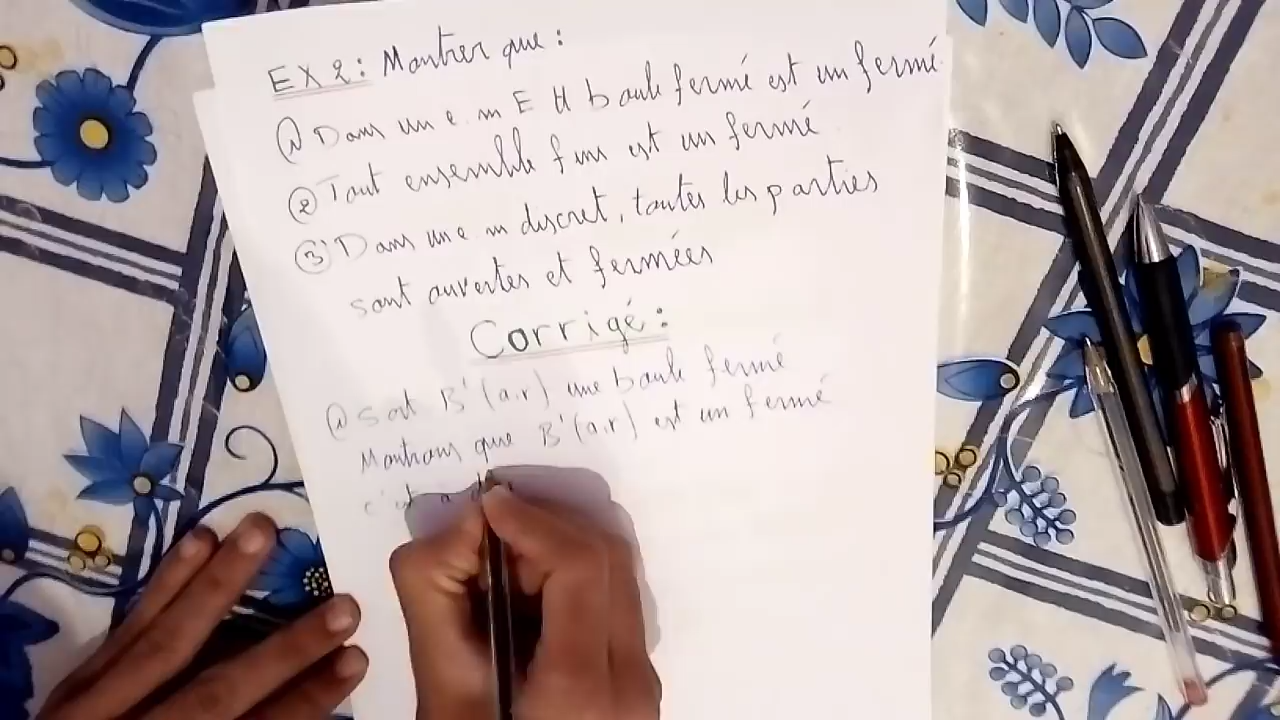 EX 2: Montrer que :
① Dans un e.m E tt boule fermé est un fermé.
② Tout ensemble fini est un fermé
③ Dans un e m discret, toutes les parties
sont ouvertes et fermées
Corrigé:
① Soit B'(a,r) une boule fermé
Montrons que B'(a,r) est un fermé
c'est à